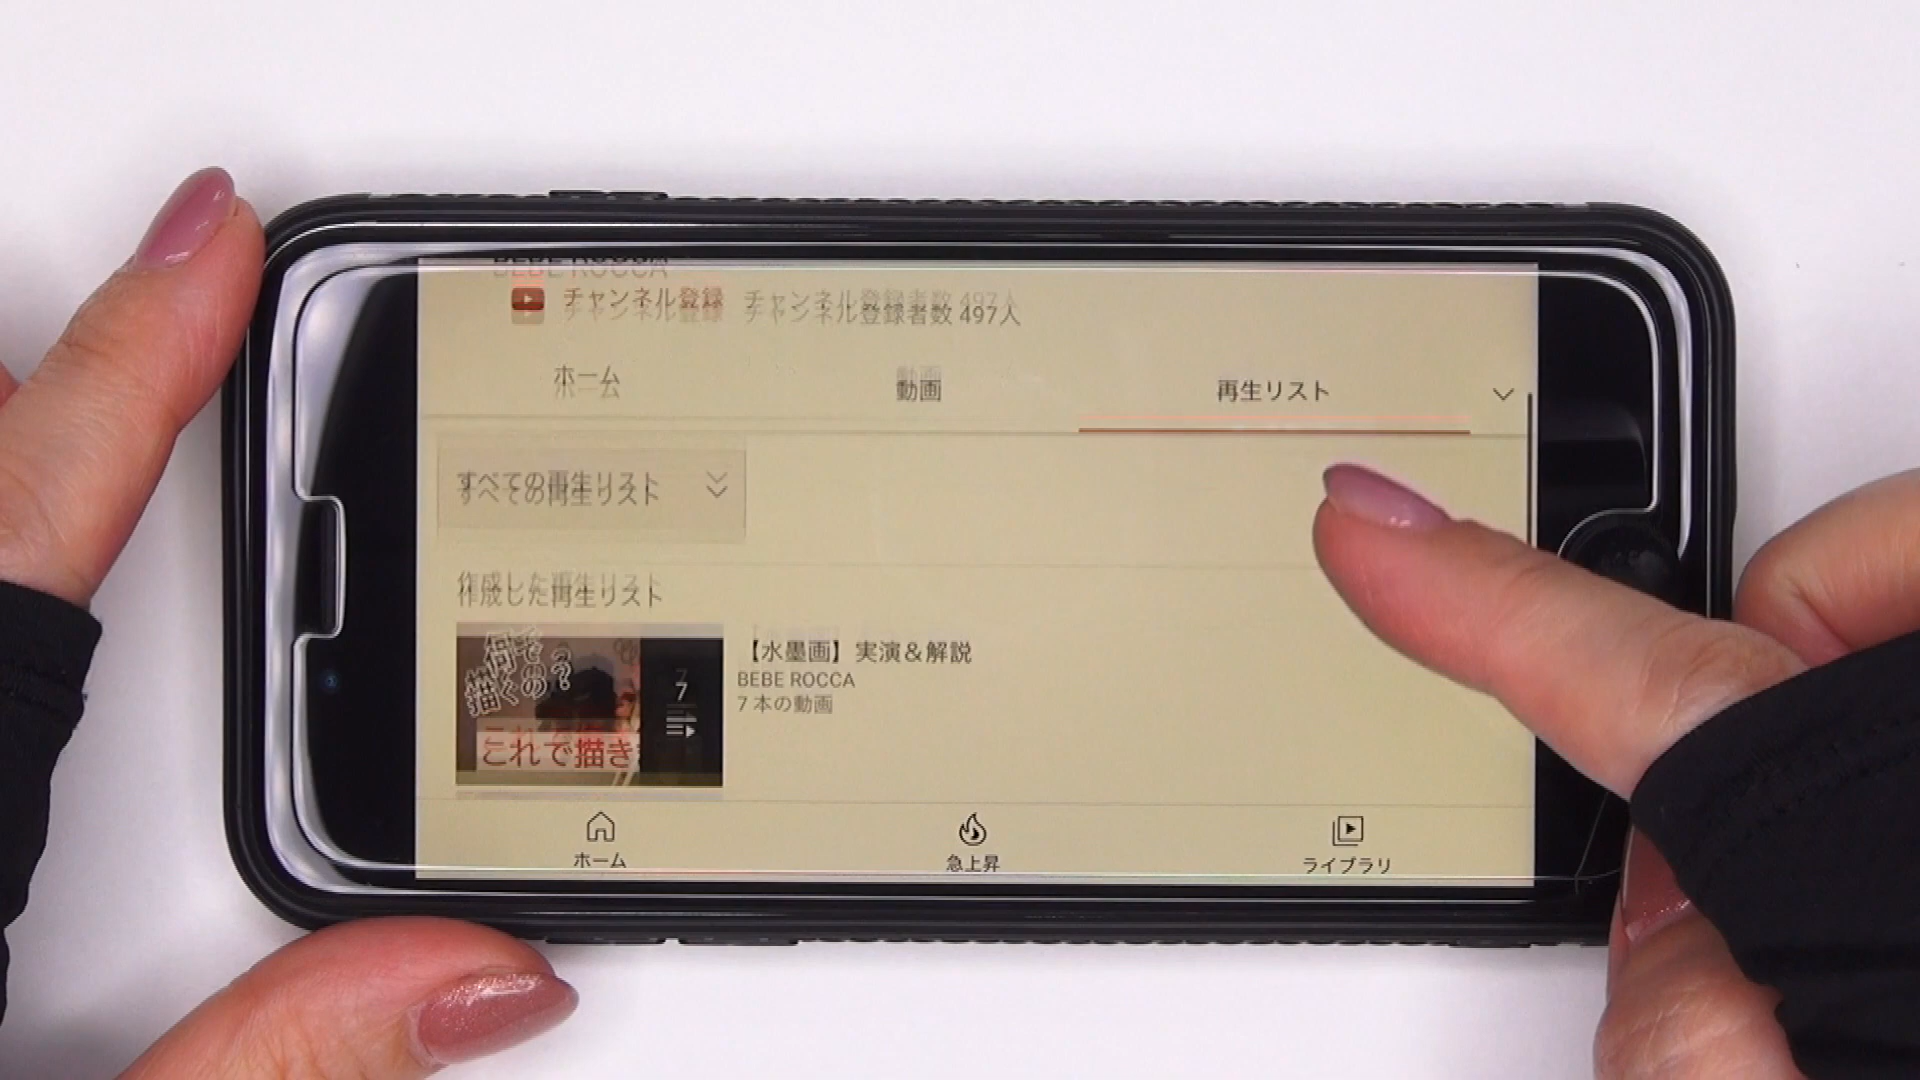 BEBE ROCCA
チャンネル登録 チャンネル登録者数 497人
ホーム 動画 再生リスト
すべての再生リスト
作成した再生リスト
何で
その
描く??
これで描き
7
【水墨画】実演＆解説
BEBE ROCCA
7 本の動画
ホーム 急上昇 ライブラリ